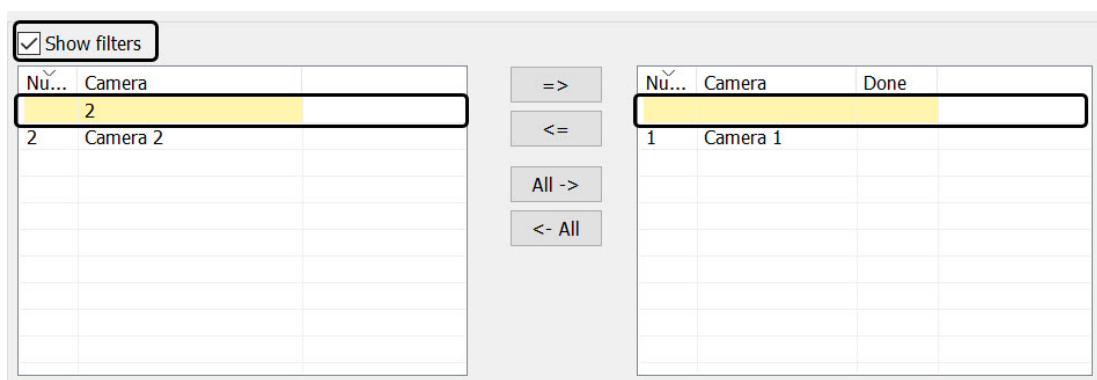 Show filters
Nu... Camera
2
2 Camera 2
=>
<=
All ->
<- All
Nu... Camera Done
1 Camera 1